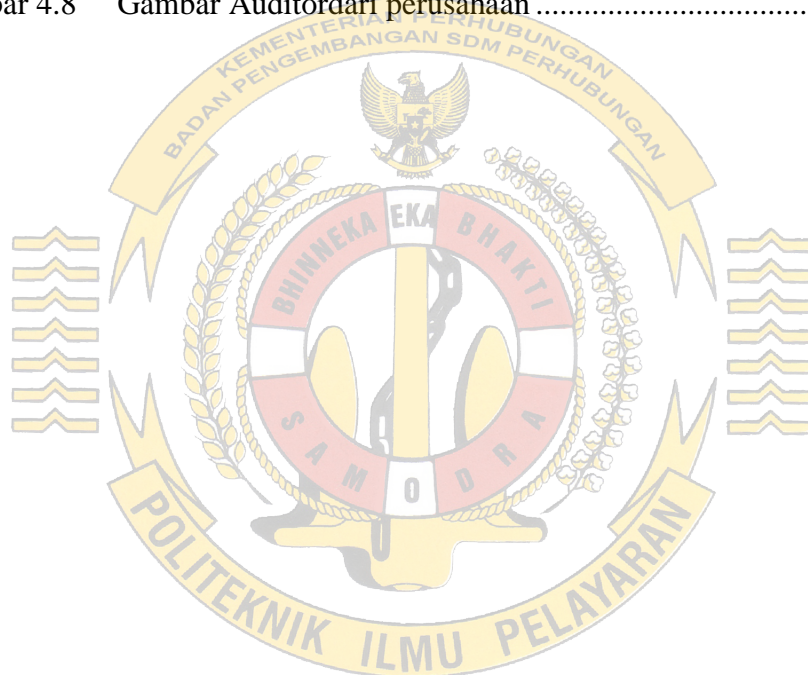 bar 4.8 Gambar Auditordari perusahaan ..................................
KEMENTERIAN PERHUBUNGAN
BADAN PENGEMBANGAN SDM PERHUBUNGAN
BHINNEKA EKA BHAKTI
SAMODRA
POLITEKNIK ILMU PELAYARAN